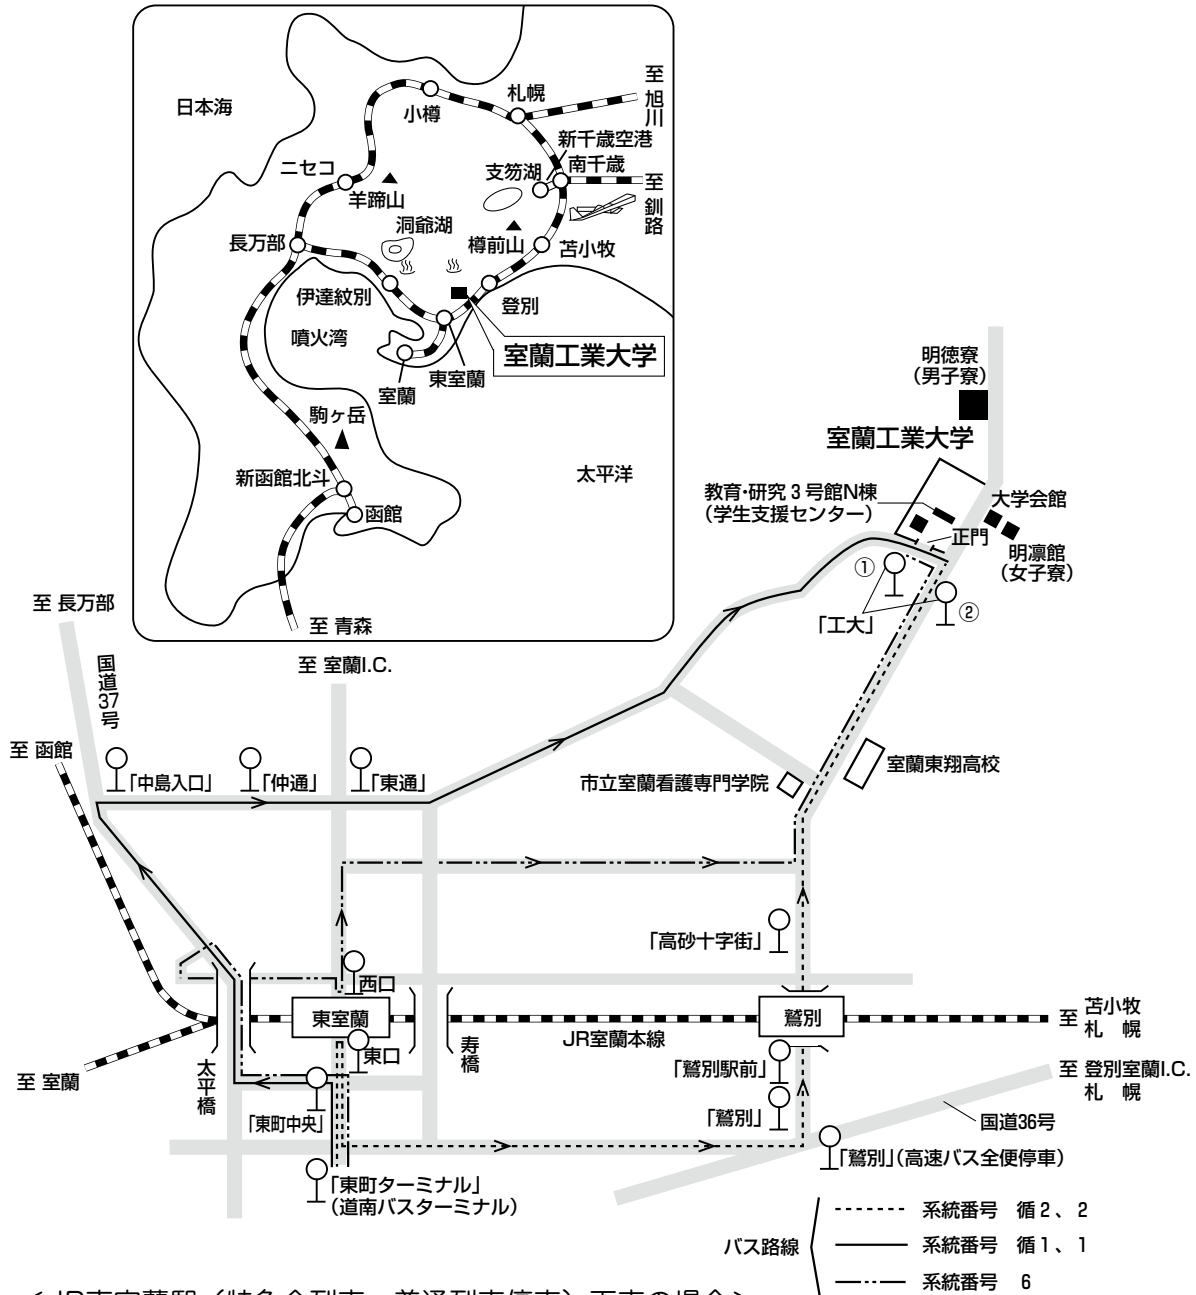 日本海
小樽
札幌
至 旭川
新千歳空港
支笏湖
南千歳
至 釧路
ニセコ
羊蹄山
洞爺湖
長万部
樽前山
苫小牧
伊達紋別
登別
噴火湾
室蘭工業大学
東室蘭
室蘭
駒ヶ岳
新函館北斗
函館
太平洋
至 青森
明徳寮
(男子寮)
室蘭工業大学
教育・研究3号館N棟
(学生支援センター)
大学会館
正門
明凛館
(女子寮)
①
「工大」
②
至 長万部
至 室蘭I.C.
国道37号
至 函館
「中島入口」
「仲通」
「東通」
市立室蘭看護専門学院
室蘭東翔高校
「高砂十字街」
西口
東室蘭
鷲別
JR室蘭本線
至 苫小牧
札 幌
東口
寿橋
太平橋
至 室蘭
「鷲別駅前」
至 登別室蘭I.C.
札 幌
「鷲別」
国道36号
「東町中央」
「鷲別」(高速バス全便停車)
「東町ターミナル」
(道南バスターミナル)
バス路線
系統番号 循2、2
系統番号 循1、1
系統番号 6